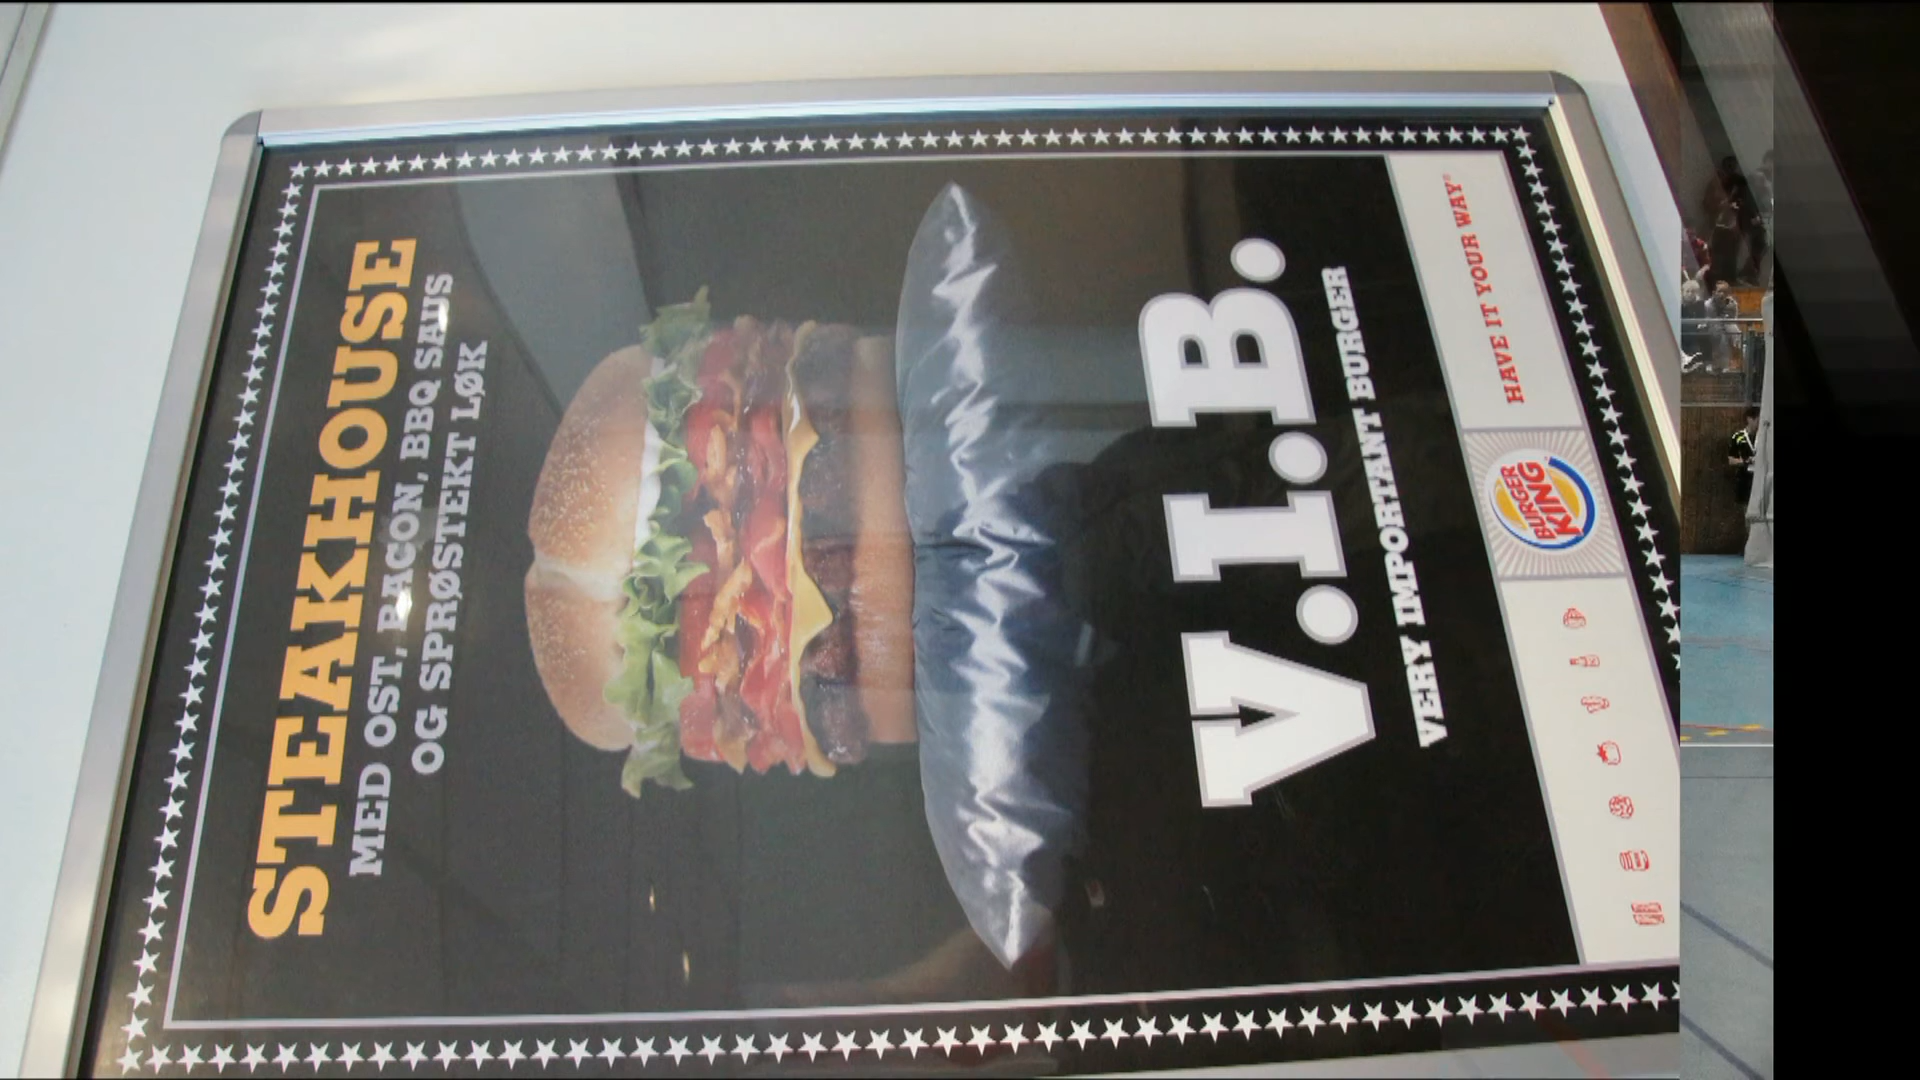 STEAKHOUSE
MED OST, BACON, BBQ SAUS
OG SPRØSTEKT LØK
V.I.B.
VERY IMPORTANT BURGER
BURGER
KING
HAVE IT YOUR WAY®